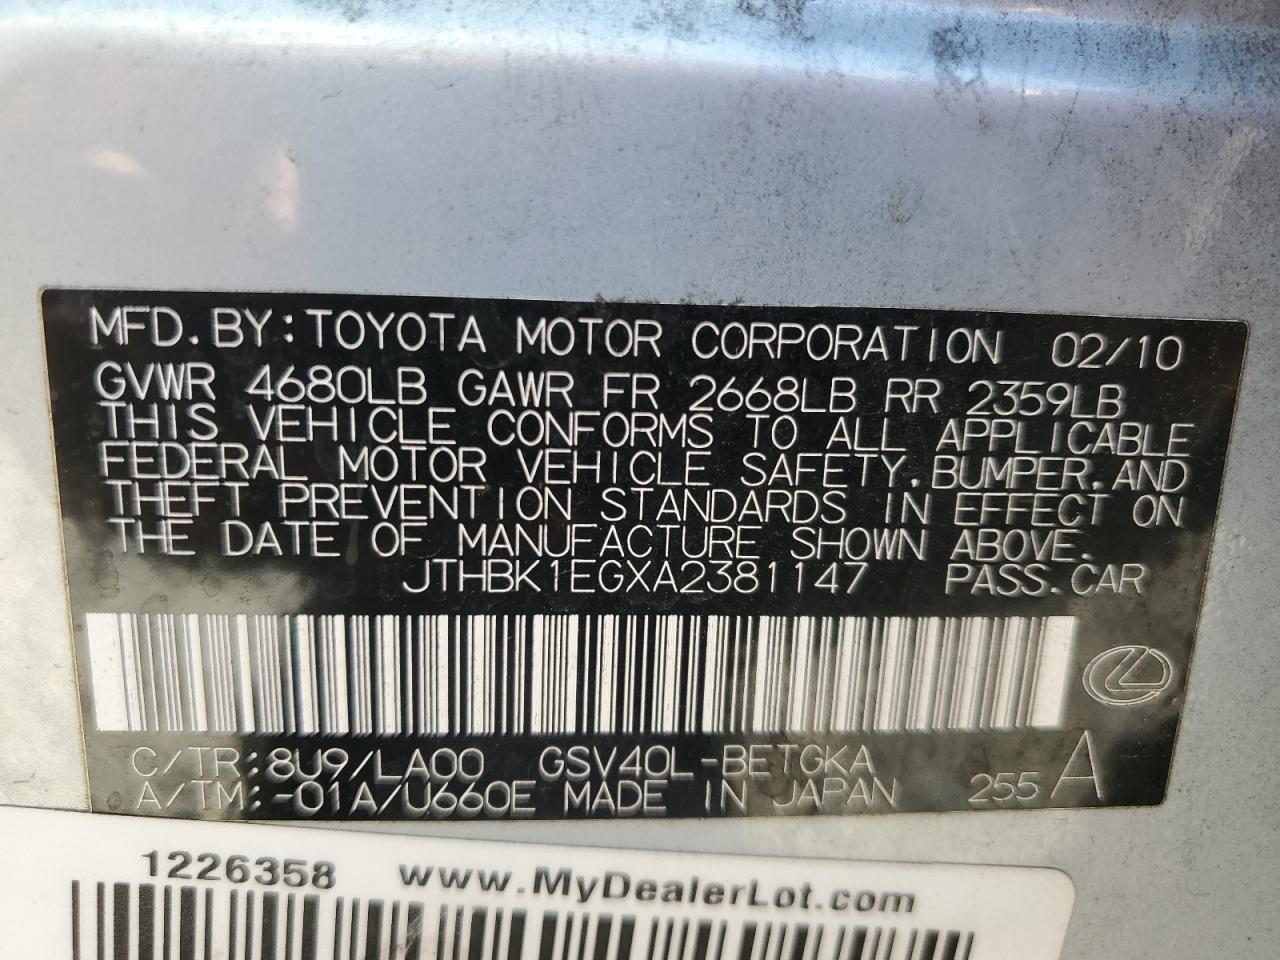 MFD.BY:TOYOTA MOTOR CORPORATION 02/10
GVWR 4680LB GAWR FR 2668LB RR 2359LB
THIS VEHICLE CONFORMS TO ALL APPLICABLE
FEDERAL MOTOR VEHICLE SAFETY,BUMPER,AND
THEFT PREVENTION STANDARDS IN EFFECT ON
THE DATE OF MANUFACTURE SHOWN ABOVE.
JTHBK1EGXA2381147 PASS.CAR
C/TR:8U9/LA00 GSV40L-BETGKA
A/TM:-01A/U660E MADE IN JAPAN 255 A
1226358 www.MyDealerLot.com